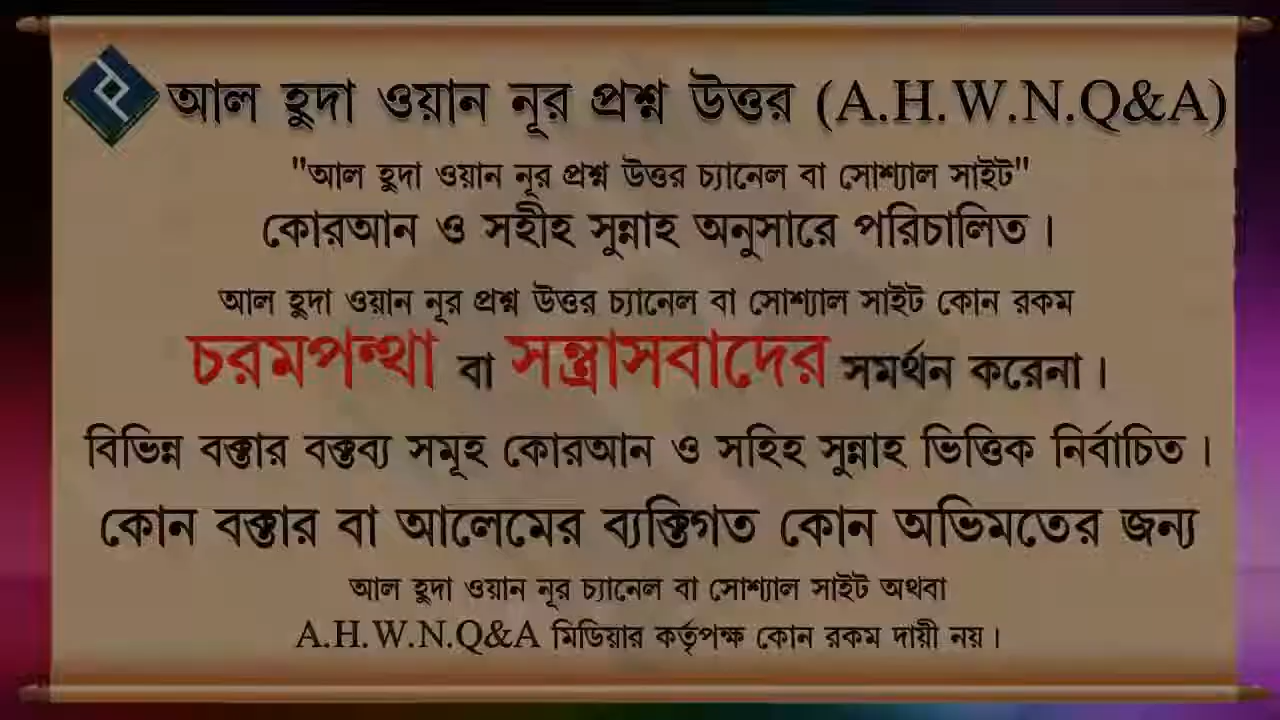 আল হুদা ওয়ান নূর প্রশ্ন উত্তর (A.H.W.N.Q&A)
"আল হুদা ওয়ান নূর প্রশ্ন উত্তর চ্যানেল বা সোশ্যাল সাইট"
কোরআন ও সহীহ সুন্নাহ অনুসারে পরিচালিত ।
আল হুদা ওয়ান নূর প্রশ্ন উত্তর চ্যানেল বা সোশ্যাল সাইট কোন রকম
চরমপন্থা বা সন্ত্রাসবাদের সমর্থন করেনা ।
বিভিন্ন বক্তার বক্তব্য সমূহ কোরআন ও সহিহ সুন্নাহ ভিত্তিক নির্বাচিত ।
কোন বক্তার বা আলেমের ব্যক্তিগত কোন অভিমতের জন্য
আল হুদা ওয়ান নূর চ্যানেল বা সোশ্যাল সাইট অথবা
A.H.W.N.Q&A মিডিয়ার কর্তৃপক্ষ কোন রকম দায়ী নয় ।